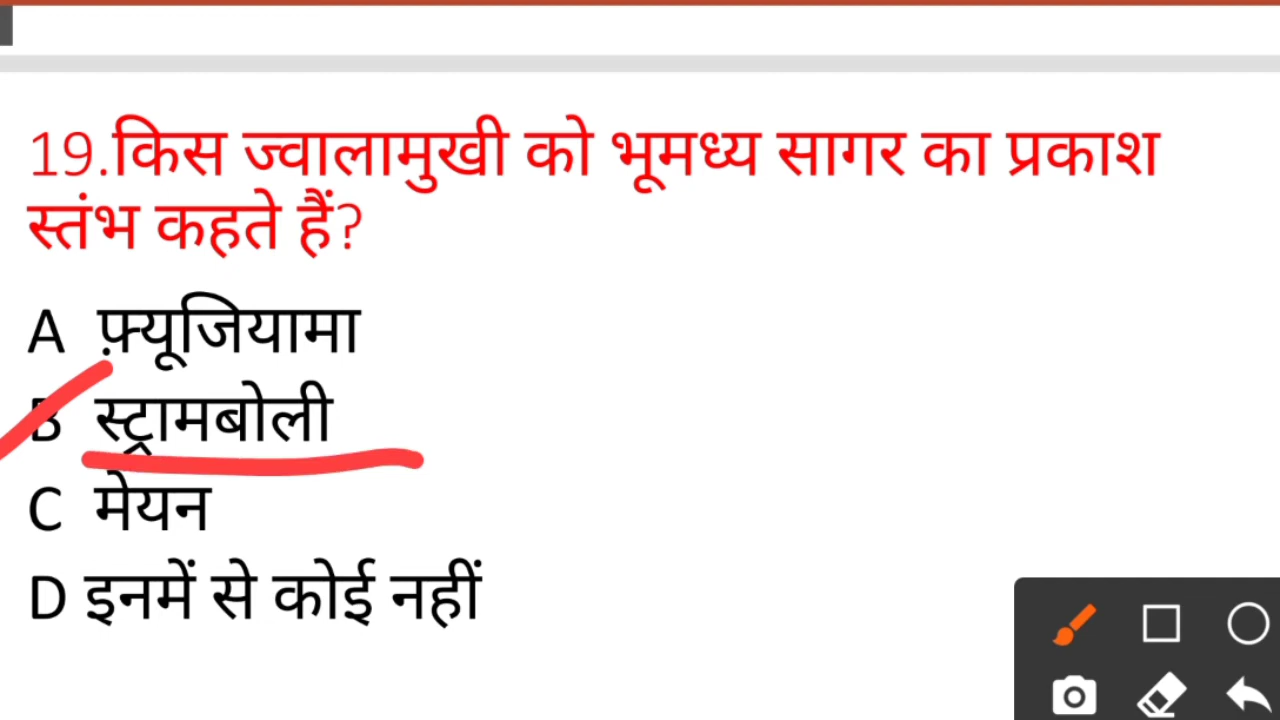 19.किस ज्वालामुखी को भूमध्य सागर का प्रकाश
स्तंभ कहते हैं?
A फ़्यूजियामा
B स्ट्रामबोली
C मेयन
D इनमें से कोई नहीं